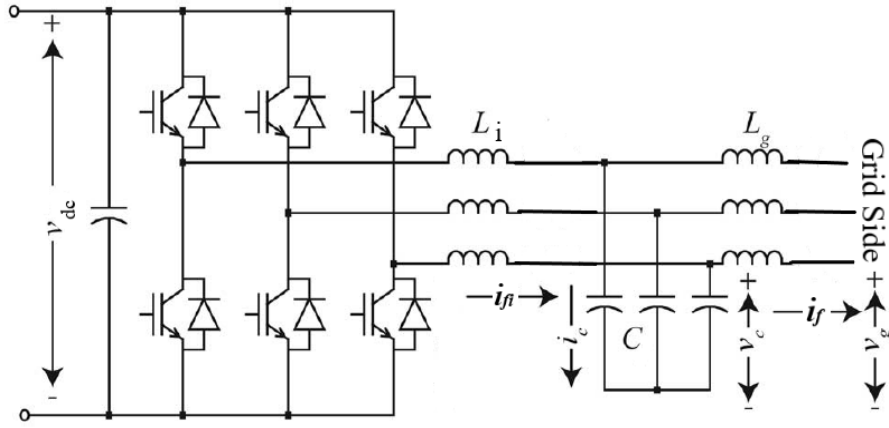 +
v_dc
-
L_i
L_g
Grid Side
i_fi
i_c
C
+
v_c
-
i_f
+
v_g
-